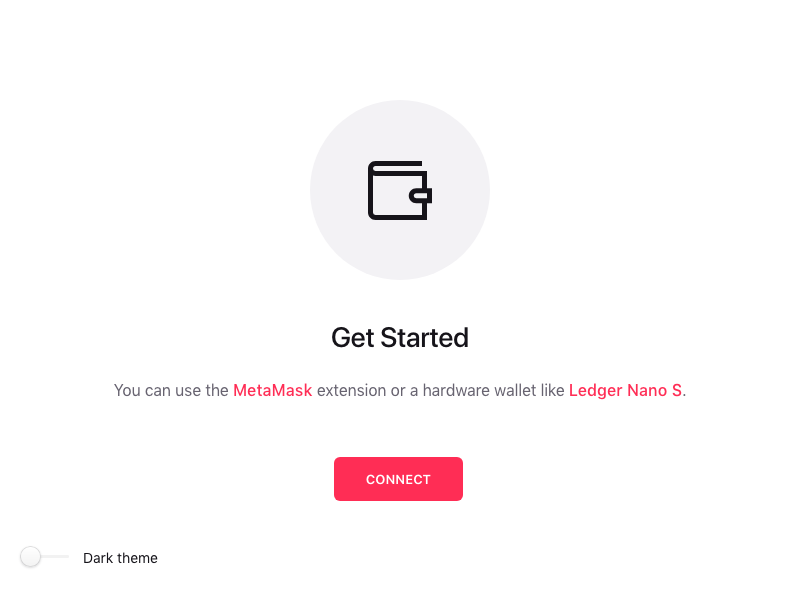 Get Started
You can use the MetaMask extension or a hardware wallet like Ledger Nano S.
CONNECT
Dark theme